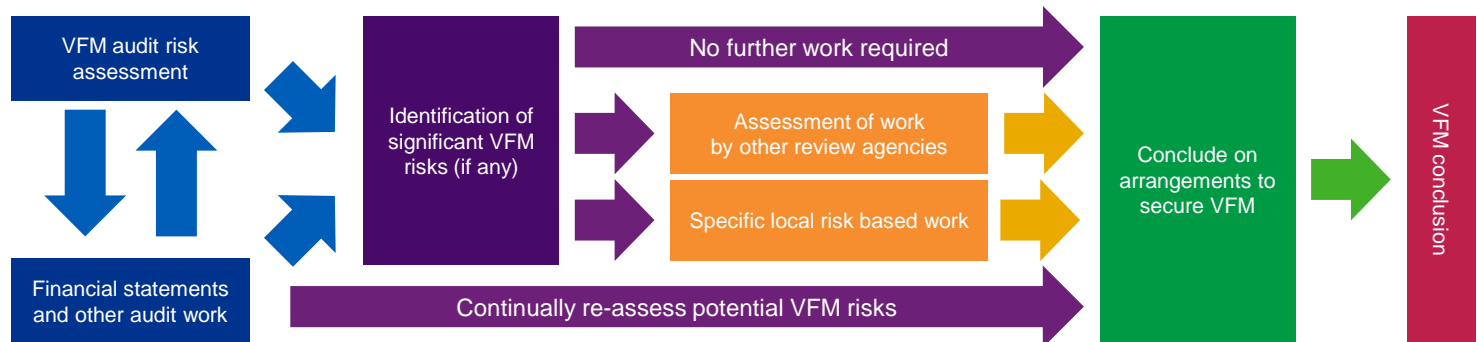 VFM audit risk
assessment
Financial statements
and other audit work
Identification of
significant VFM
risks (if any)
No further work required
Assessment of work
by other review agencies
Specific local risk based work
Continually re-assess potential VFM risks
Conclude on
arrangements to
secure VFM
VFM conclusion